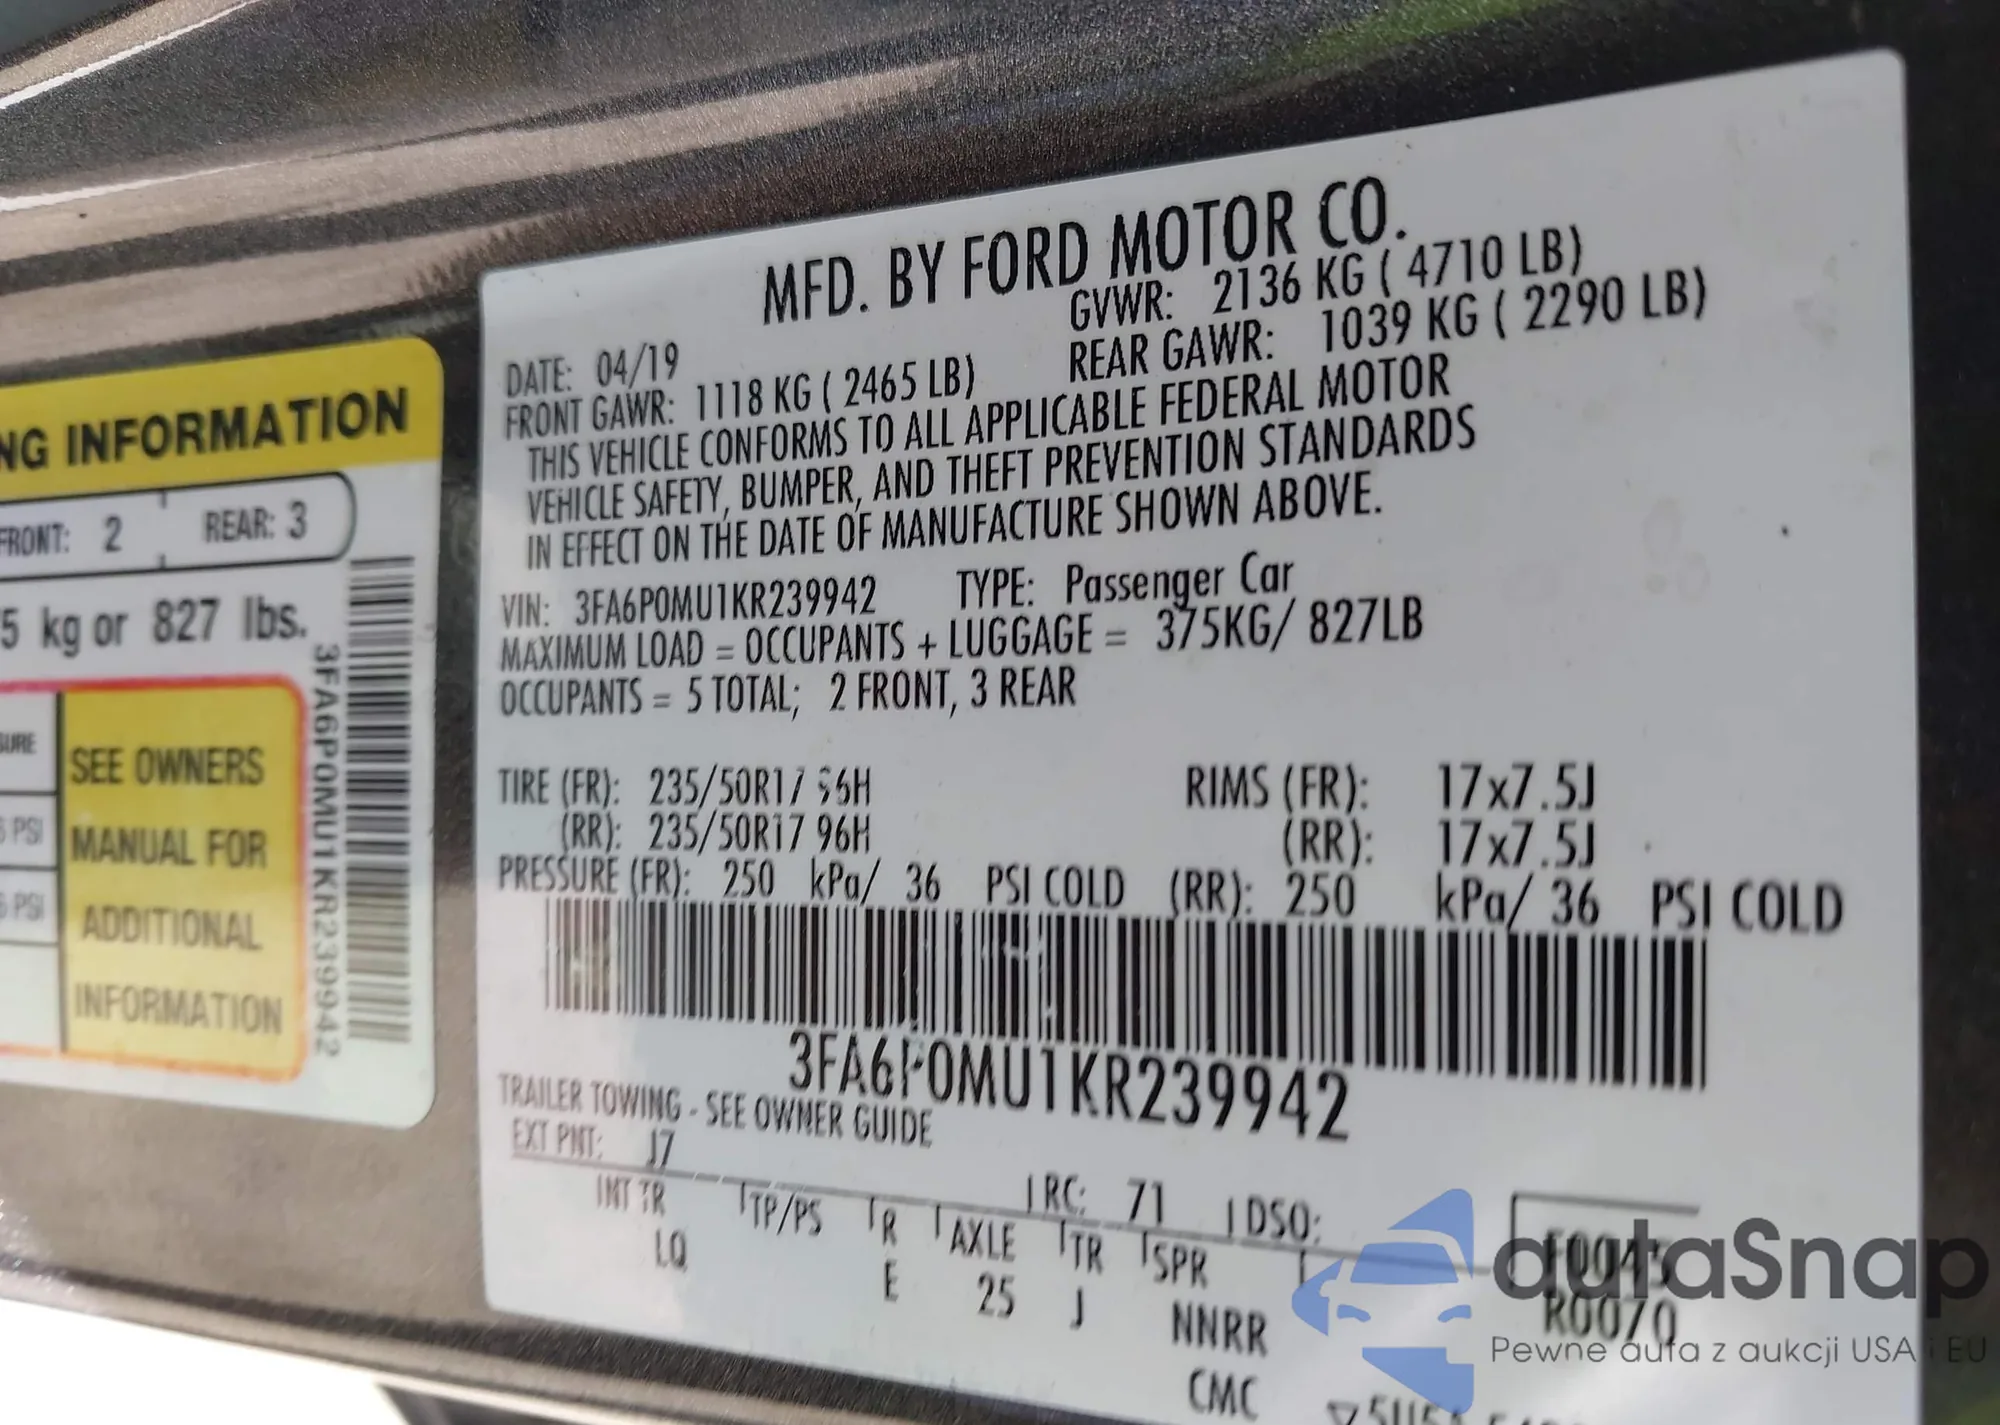 NG INFORMATION
FRONT: 2 REAR: 3
5 kg or 827 lbs.
SURE
SEE OWNERS
PSI
MANUAL FOR
PSI
ADDITIONAL
INFORMATION
3FA6P0MU1KR239942
MFD. BY FORD MOTOR CO.
DATE: 04/19 GVWR: 2136 KG ( 4710 LB)
FRONT GAWR: 1118 KG ( 2465 LB) REAR GAWR: 1039 KG ( 2290 LB)
THIS VEHICLE CONFORMS TO ALL APPLICABLE FEDERAL MOTOR
VEHICLE SAFETY, BUMPER, AND THEFT PREVENTION STANDARDS
IN EFFECT ON THE DATE OF MANUFACTURE SHOWN ABOVE.
VIN: 3FA6P0MU1KR239942 TYPE: Passenger Car
MAXIMUM LOAD = OCCUPANTS + LUGGAGE = 375KG/ 827LB
OCCUPANTS = 5 TOTAL; 2 FRONT, 3 REAR
TIRE (FR): 235/50R17 96H RIMS (FR): 17x7.5J
(RR): 235/50R17 96H (RR): 17x7.5J
PRESSURE (FR): 250 kPa/ 36 PSI COLD (RR): 250 kPa/ 36 PSI COLD
3FA6P0MU1KR239942
TRAILER TOWING - SEE OWNER GUIDE
EXT PNT: J7 RC: 71 DSO:
INT TR TP/PS R AXLE TR SPR
LQ E 25 J NNRR
F0045
R0070
CMC
autaSnap
Pewne auta z aukcji USA i EU